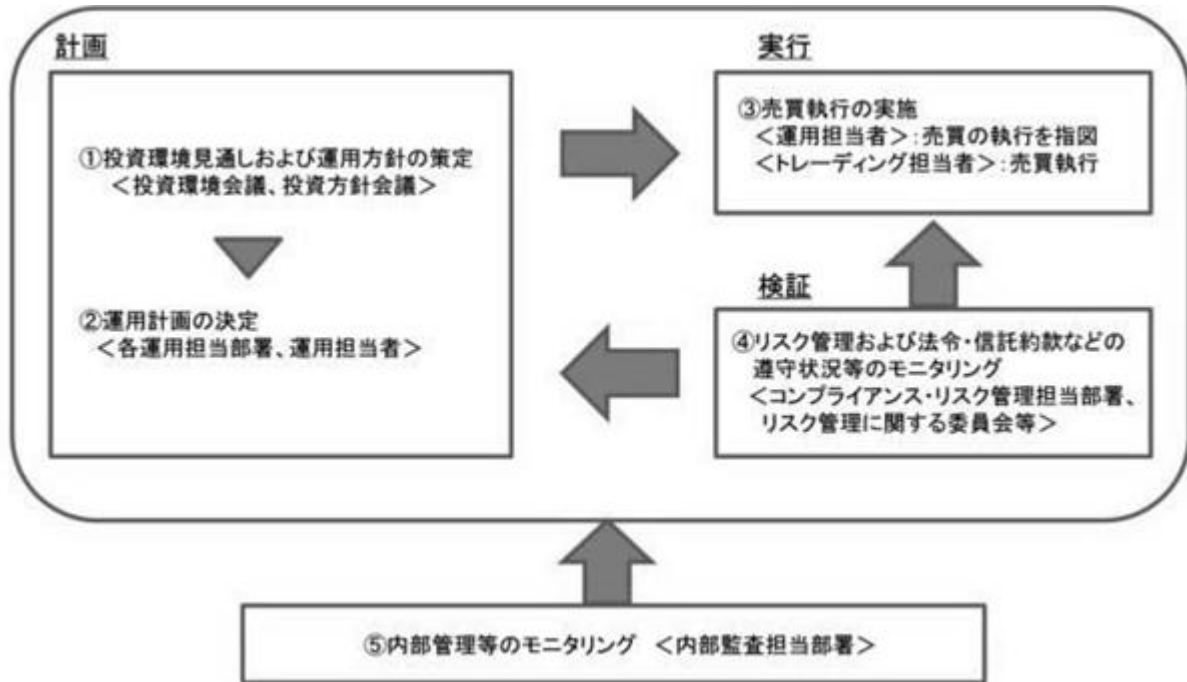 計画
①投資環境見通しおよび運用方針の策定
＜投資環境会議、投資方針会議＞
②運用計画の決定
＜各運用担当部署、運用担当者＞
実行
③売買執行の実施
＜運用担当者＞：売買の執行を指図
＜トレーディング担当者＞：売買執行
検証
④リスク管理および法令・信託約款などの
遵守状況等のモニタリング
＜コンプライアンス・リスク管理担当部署、
リスク管理に関する委員会等＞
⑤内部管理等のモニタリング　＜内部監査担当部署＞